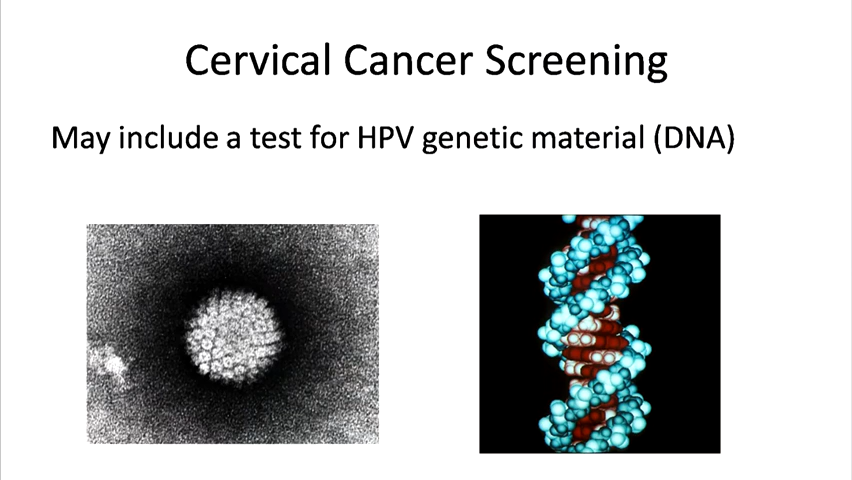 Cervical Cancer Screening
May include a test for HPV genetic material (DNA)